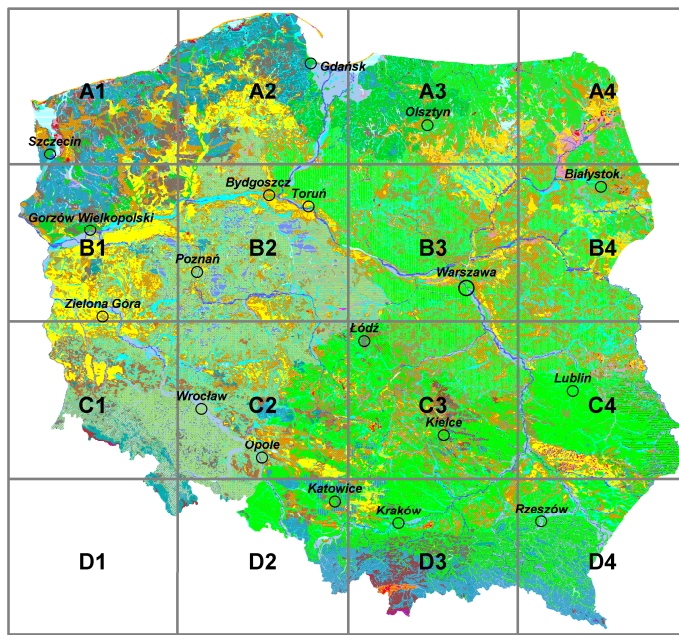 Gdańsk
A1
A2
A3
A4
Olsztyn
Szczecin
Białystok
Bydgoszcz
Toruń
Gorzów Wielkopolski
B1
B2
B3
B4
Poznań
Warszawa
Zielona Góra
Łódź
Lublin
Wrocław
C1
C2
C3
C4
Kielce
Opole
Katowice
Kraków
Rzeszów
D1
D2
D3
D4